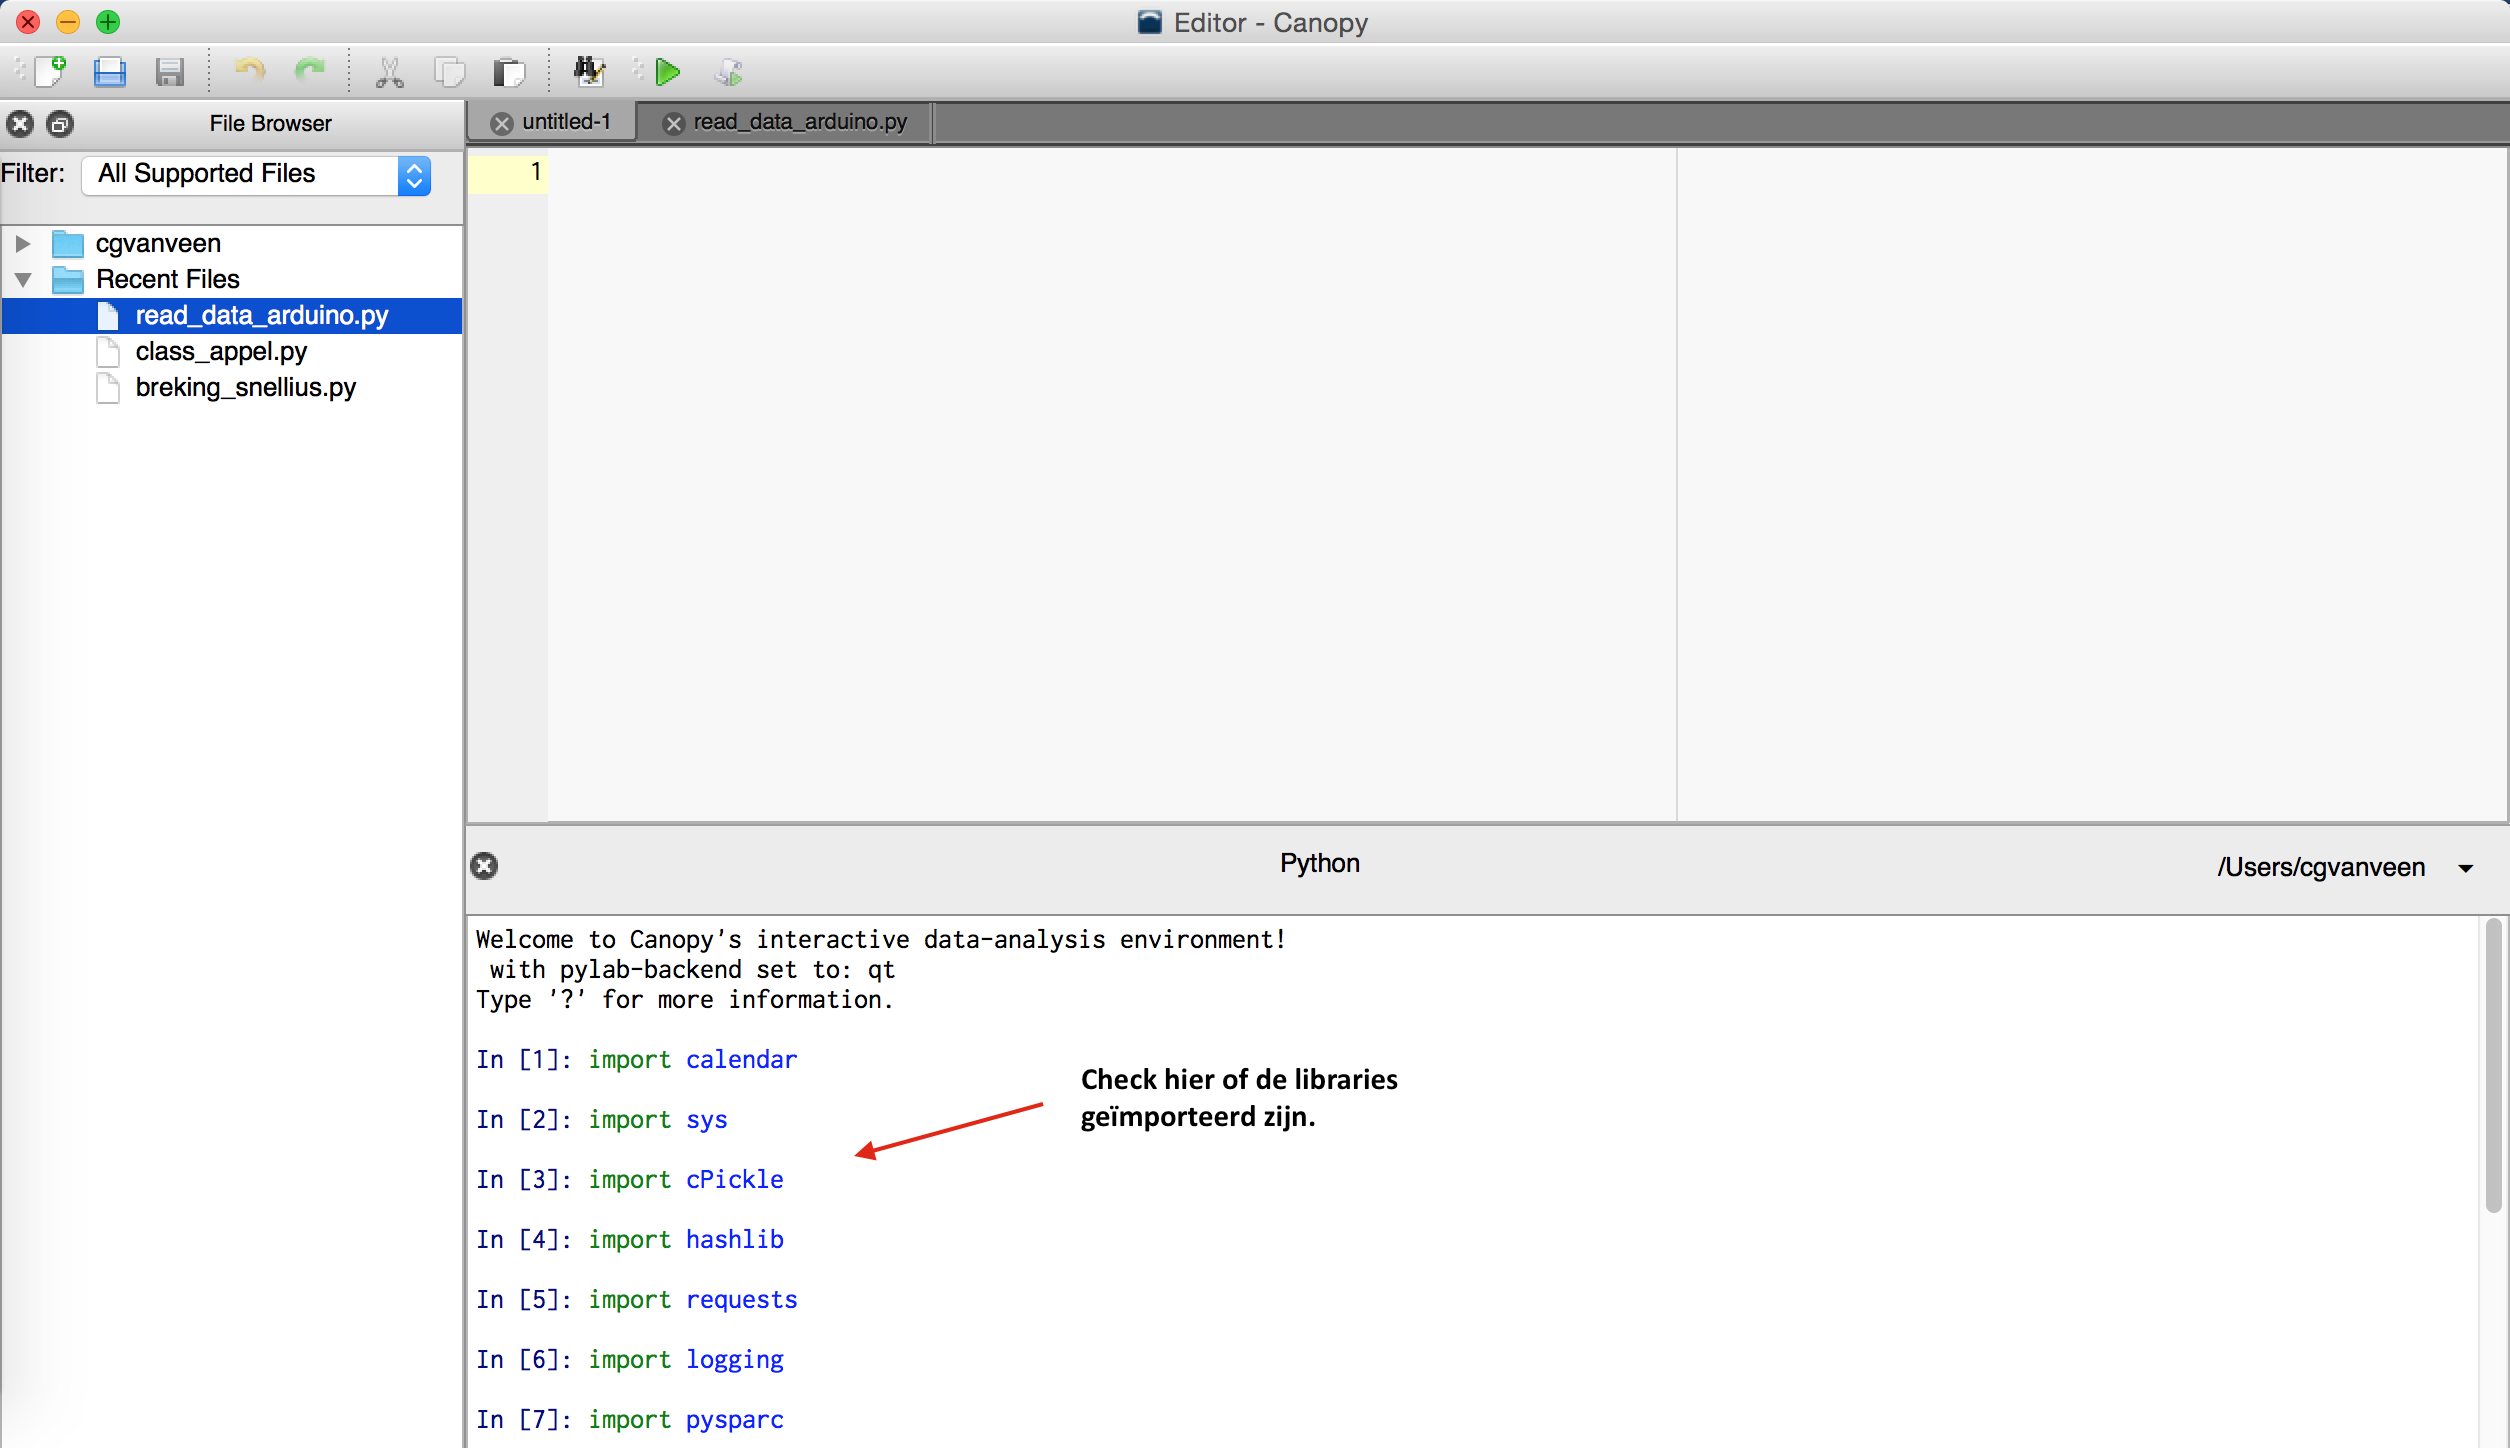 Editor - Canopy
File Browser
untitled-1
read_data_arduino.py
Filter:
All Supported Files
1
cgvanveen
Recent Files
read_data_arduino.py
class_appel.py
breking_snellius.py
Python
/Users/cgvanveen
Welcome to Canopy's interactive data-analysis environment!
with pylab-backend set to: qt
Type '?' for more information.
In [1]: import calendar
Check hier of de libraries
geïmporteerd zijn.
In [2]: import sys
In [3]: import cPickle
In [4]: import hashlib
In [5]: import requests
In [6]: import logging
In [7]: import pysparc